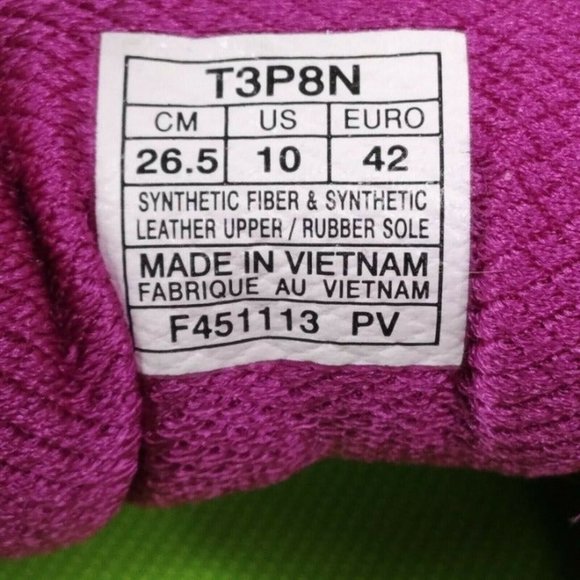 T3P8N
CM US EURO
26.5 10 42
SYNTHETIC FIBER & SYNTHETIC
LEATHER UPPER / RUBBER SOLE
MADE IN VIETNAM
FABRIQUE AU VIETNAM
F451113 PV